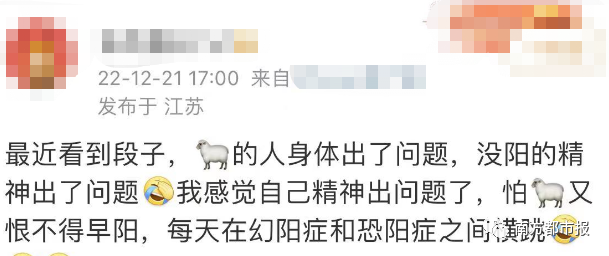 22-12-21 17:00 来自
发布于 江苏
最近看到段子，🐑的人身体出了问题，没阳的精
神出了问题🤣我感觉自己精神出问题了，怕🐑又
恨不得早阳，每天在幻阳症和恐阳症之间横跳🤣
南方都市报